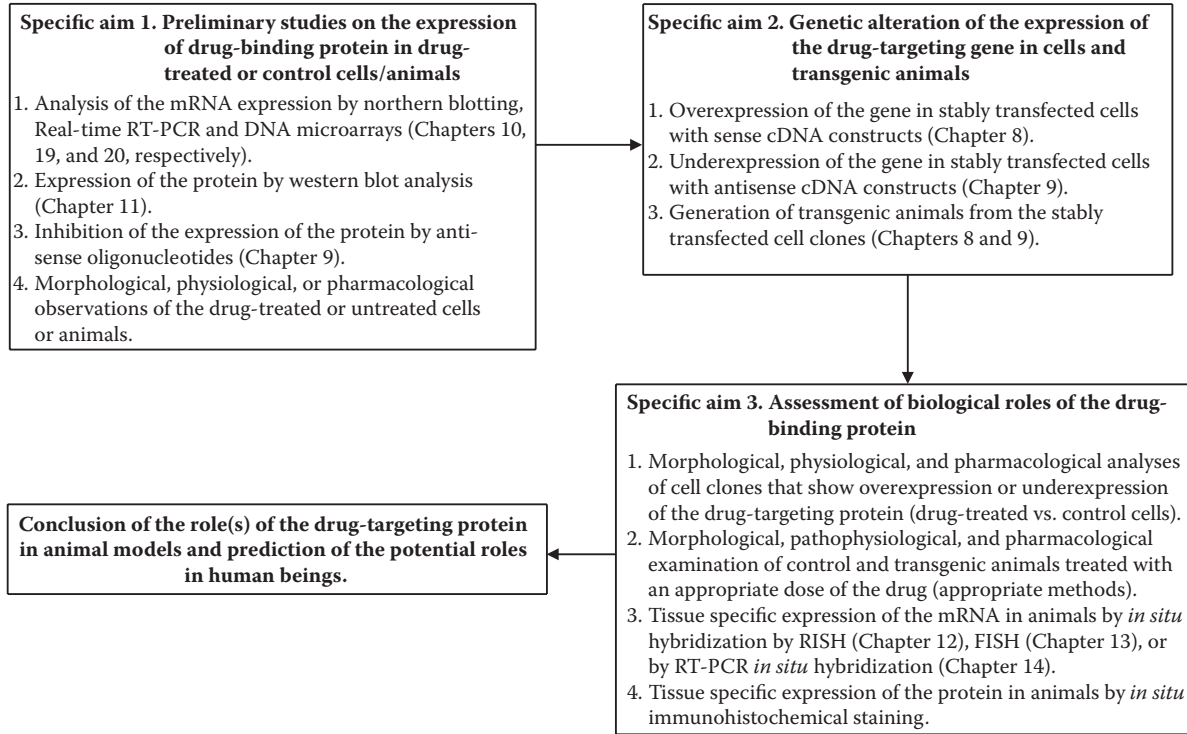 Specific aim 1. Preliminary studies on the expression
of drug-binding protein in drug-
treated or control cells/animals
1. Analysis of the mRNA expression by northern blotting,
Real-time RT-PCR and DNA microarrays (Chapters 10,
19, and 20, respectively).
2. Expression of the protein by western blot analysis
(Chapter 11).
3. Inhibition of the expression of the protein by anti-
sense oligonucleotides (Chapter 9).
4. Morphological, physiological, or pharmacological
observations of the drug-treated or untreated cells
or animals.
Specific aim 2. Genetic alteration of the expression of
the drug-targeting gene in cells and
transgenic animals
1. Overexpression of the gene in stably transfected cells
with sense cDNA constructs (Chapter 8).
2. Underexpression of the gene in stably transfected cells
with antisense cDNA constructs (Chapter 9).
3. Generation of transgenic animals from the stably
transfected cell clones (Chapters 8 and 9).
Specific aim 3. Assessment of biological roles of the drug-
binding protein
1. Morphological, physiological, and pharmacological analyses
of cell clones that show overexpression or underexpression
of the drug-targeting protein (drug-treated vs. control cells).
2. Morphological, pathophysiological, and pharmacological
examination of control and transgenic animals treated with
an appropriate dose of the drug (appropriate methods).
3. Tissue specific expression of the mRNA in animals by in situ
hybridization by RISH (Chapter 12), FISH (Chapter 13), or
by RT-PCR in situ hybridization (Chapter 14).
4. Tissue specific expression of the protein in animals by in situ
immunohistochemical staining.
Conclusion of the role(s) of the drug-targeting protein
in animal models and prediction of the potential roles
in human beings.